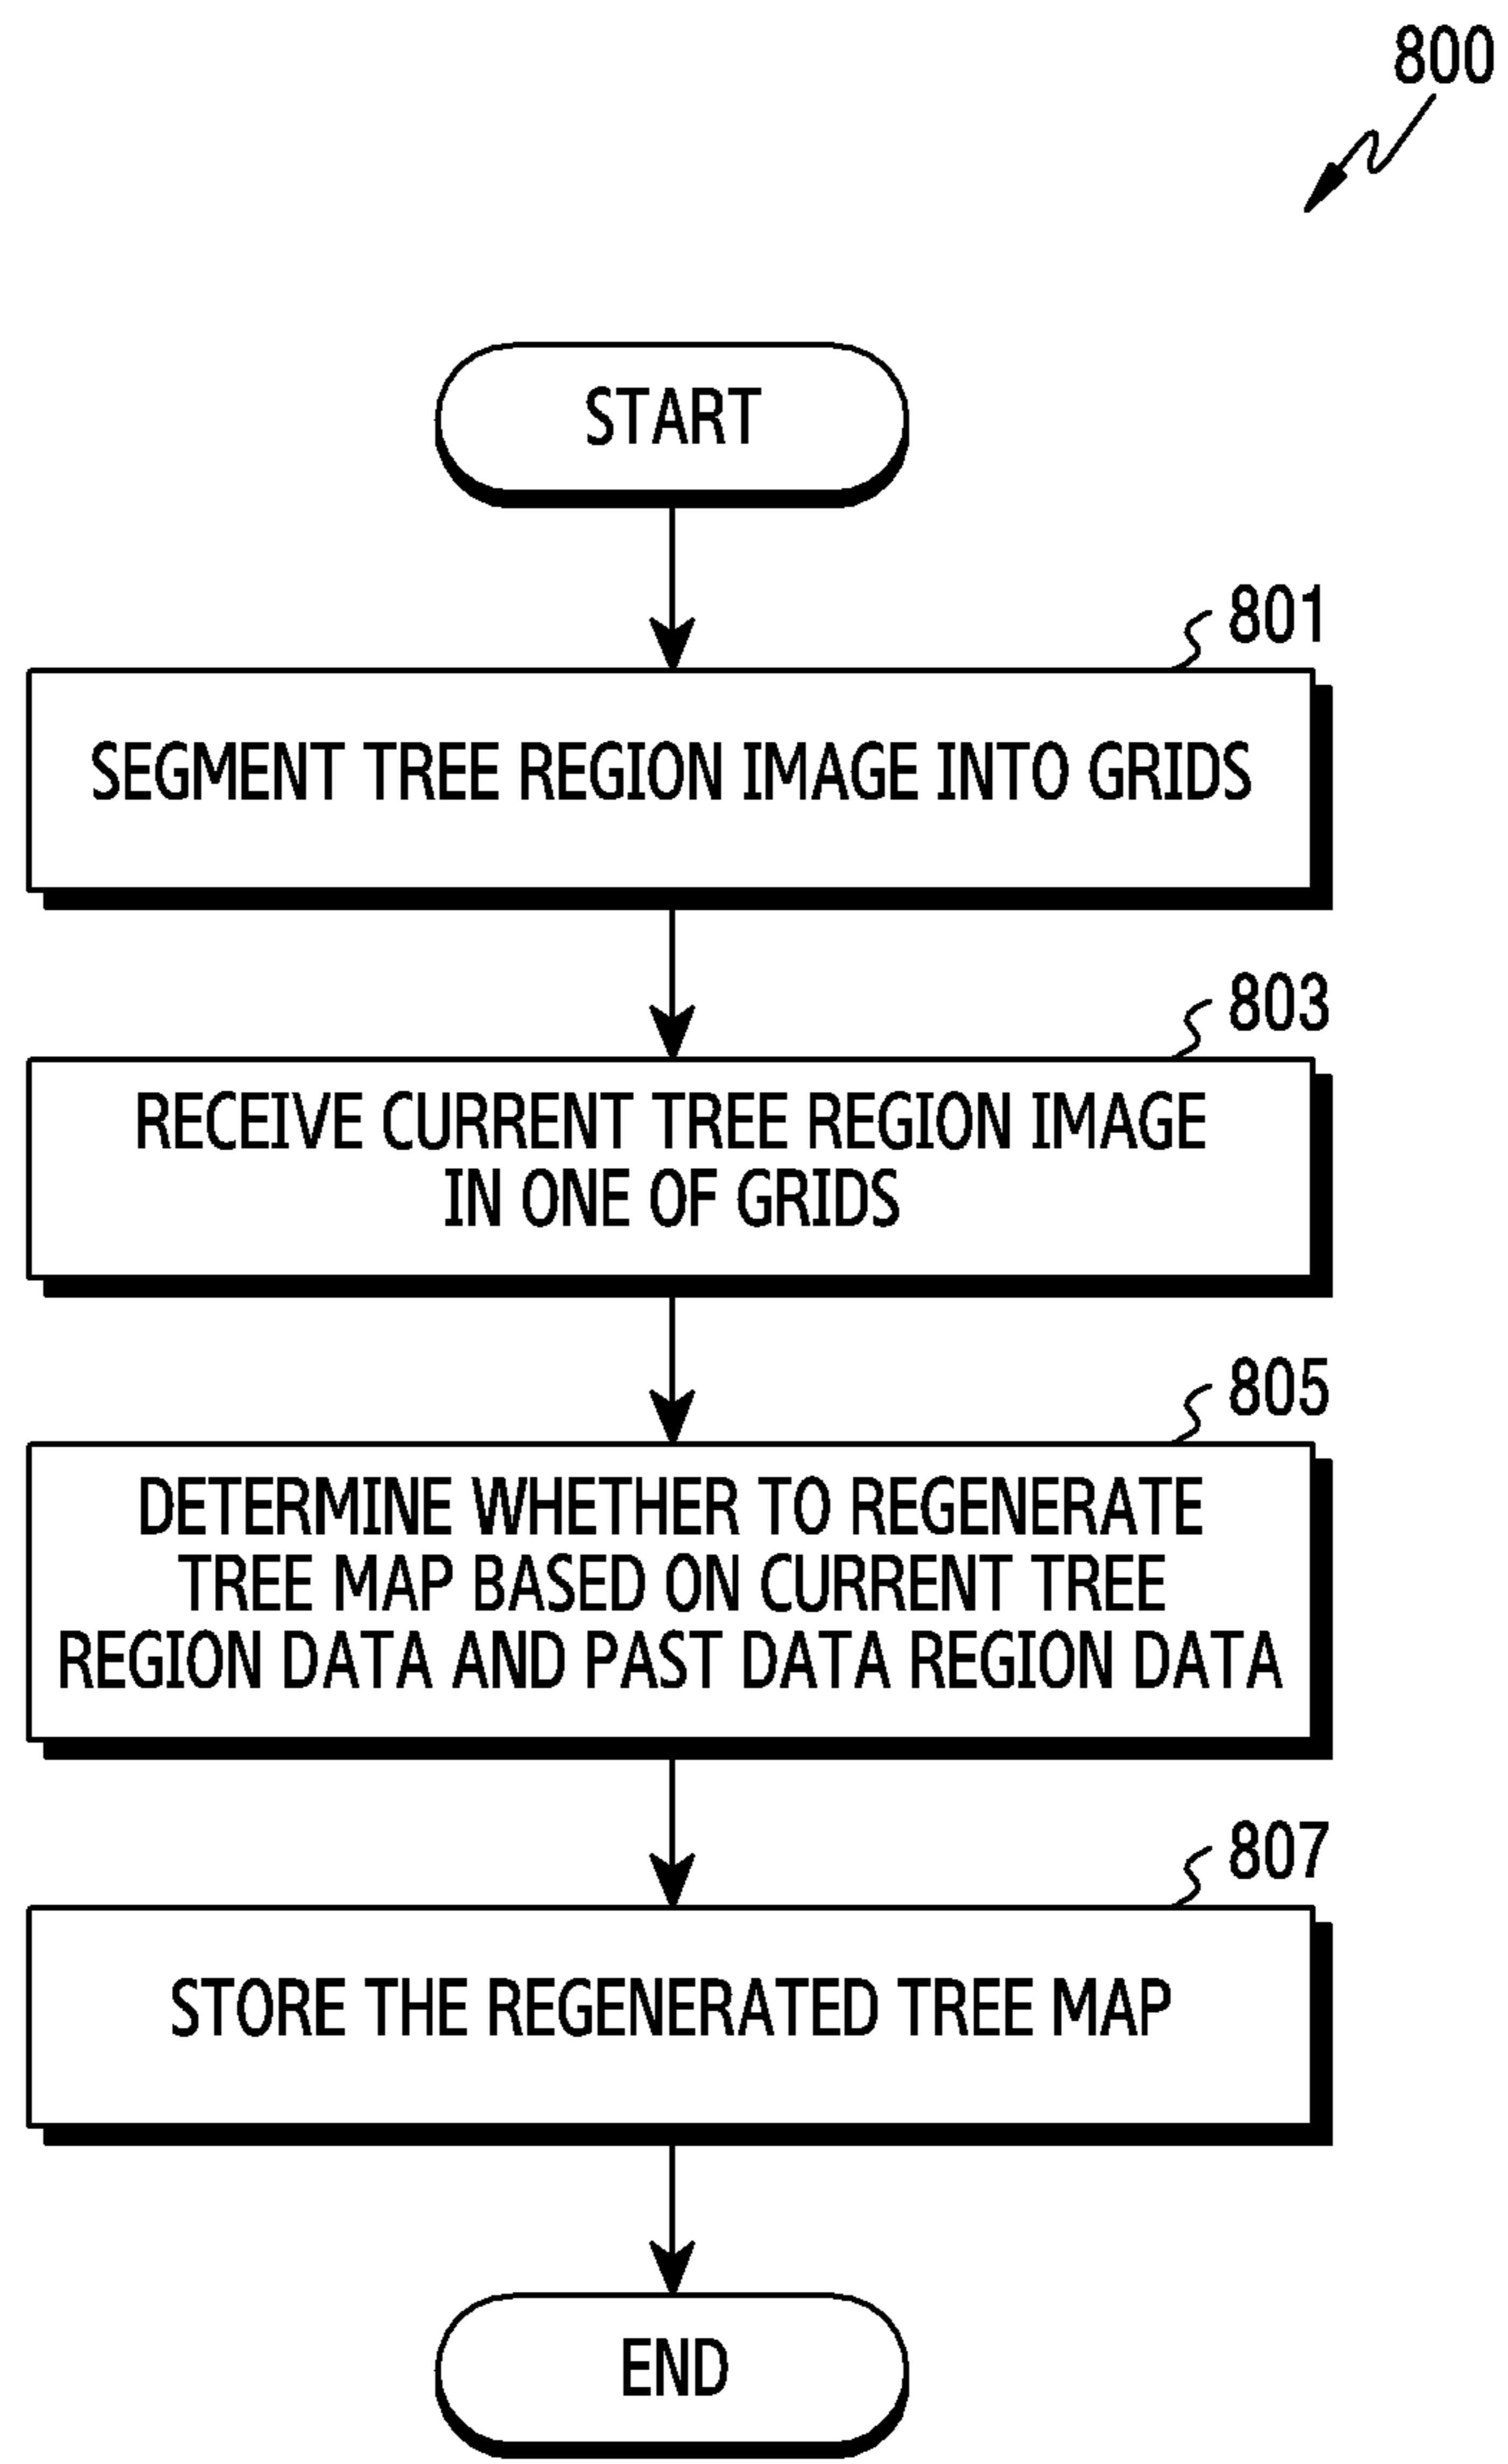 800
START
801
SEGMENT TREE REGION IMAGE INTO GRIDS
803
RECEIVE CURRENT TREE REGION IMAGE
IN ONE OF GRIDS
805
DETERMINE WHETHER TO REGENERATE
TREE MAP BASED ON CURRENT TREE
REGION DATA AND PAST DATA REGION DATA
807
STORE THE REGENERATED TREE MAP
END